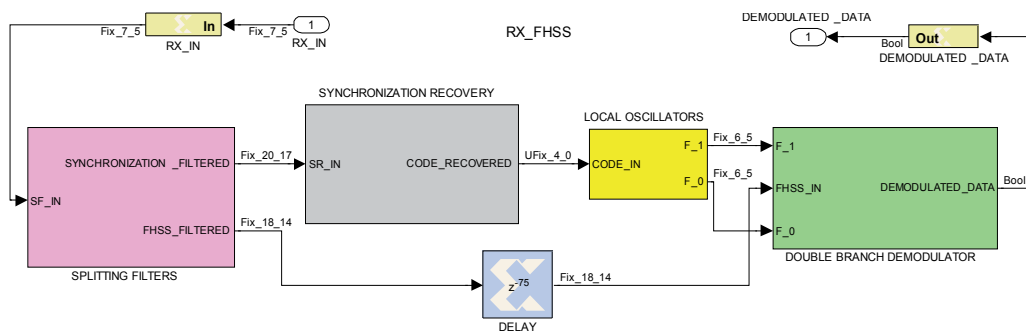 DEMODULATED _DATA
Fix_7_5
In
Fix_7_5
1
RX_FHSS
1
Bool
Out
RX_IN
RX_IN
DEMODULATED _DATA
SYNCHRONIZATION RECOVERY
LOCAL OSCILLATORS
SYNCHRONIZATION _FILTERED
Fix_20_17
SR_IN
CODE_RECOVERED
UFix_4_0
CODE_IN
F_1
Fix_6_5
F_1
SF_IN
F_0
Fix_6_5
FHSS_IN
DEMODULATED_DATA
Bool
FHSS_FILTERED
Fix_18_14
F_0
SPLITTING FILTERS
z-75
Fix_18_14
DOUBLE BRANCH DEMODULATOR
DELAY